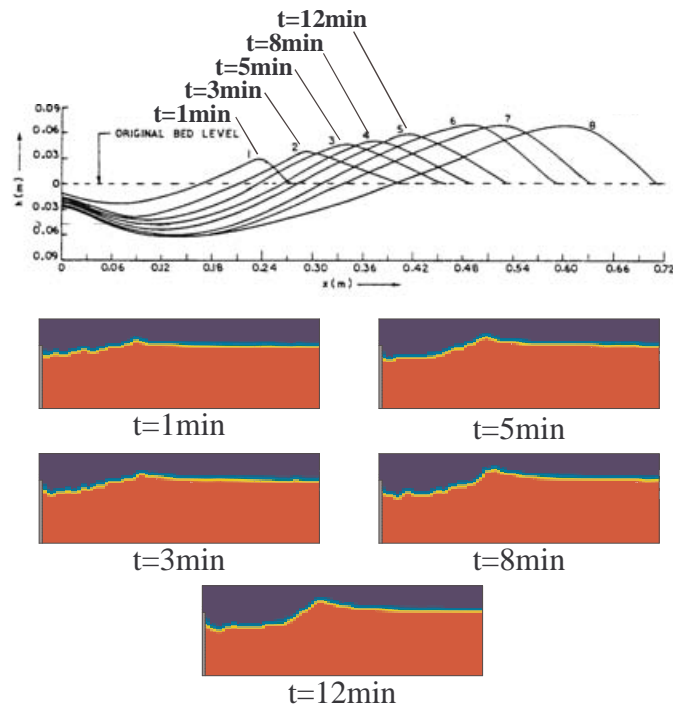 t=12min
t=8min
t=5min
t=3min
t=1min
0.09
0.06
0.03
0
0.03
0.06
0.09
h(m)
ORIGINAL BED LEVEL
1 2 3 4 5 6 7 8
0 0.06 0.12 0.18 0.24 0.30 0.36 0.42 0.48 0.54 0.60 0.66 0.72
x(m)
t=1min
t=5min
t=3min
t=8min
t=12min